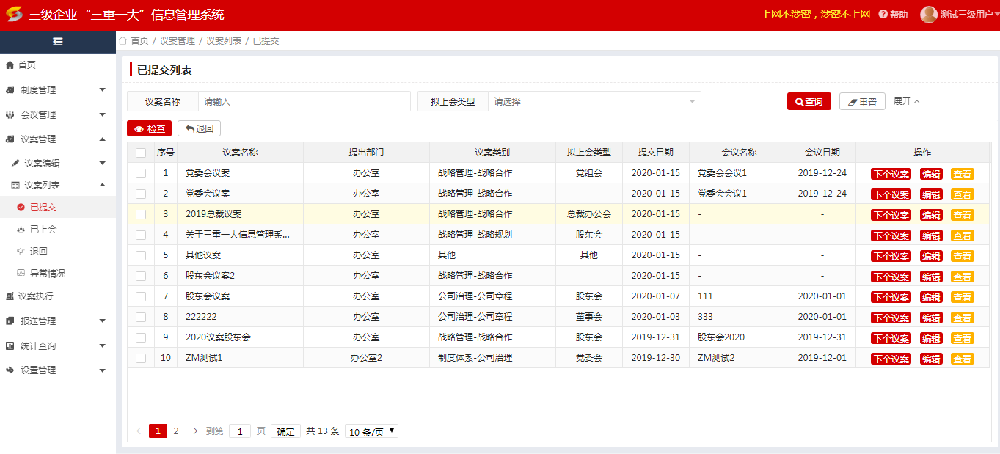 三级企业 “三重一大”信息管理系统
上网不涉密，涉密不上网 帮助 测试三级用户
首页 / 议案管理 / 议案列表 / 已提交
首页
制度管理
会议管理
议案管理
议案编辑
议案列表
已提交
已上会
退回
异常情况
议案执行
报送管理
统计查询
设置管理
已提交列表
议案名称 请输入 拟上会类型 请选择 查询 重置 展开
检查 退回
序号 议案名称 提出部门 议案类别 拟上会类型 提交日期 会议名称 会议日期 操作
1 党委会议案 办公室 战略管理-战略合作 党组会 2020-01-15 党委会会议1 2019-12-24 下个议案 编辑 查看
2 党委会议案 办公室 战略管理-战略合作 2020-01-15 党委会会议1 2019-12-24 下个议案 编辑 查看
3 2019总裁议案 办公室 战略管理-战略合作 总裁办公会 2020-01-15 - - 下个议案 编辑 查看
4 关于三重一大信息管理系... 办公室 战略管理-战略规划 股东会 2020-01-15 - - 下个议案 编辑 查看
5 其他议案 办公室 其他 其他 2020-01-15 - - 下个议案 编辑 查看
6 股东会议案2 办公室 战略管理-战略合作 2020-01-15 - - 下个议案 编辑 查看
7 股东会议案 办公室 公司治理-公司章程 股东会 2020-01-07 111 2020-01-01 下个议案 编辑 查看
8 222222 办公室 公司治理-公司章程 董事会 2020-01-03 333 2020-01-01 下个议案 编辑 查看
9 2020议案股东会 办公室 战略管理-战略合作 股东会 2019-12-31 股东会2020 2019-12-31 下个议案 编辑 查看
10 ZM测试1 办公室2 制度体系-公司治理 党委会 2019-12-30 ZM测试2 2019-12-01 下个议案 编辑 查看
1 2 到第 1 页 确定 共 13 条 10 条/页